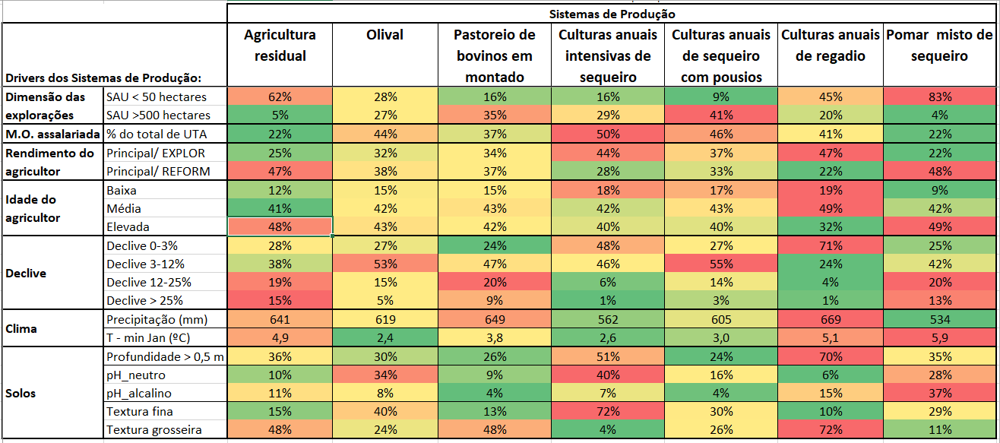 Sistemas de Produção
Drivers dos Sistemas de Produção: Agricultura residual Olival Pastoreio de bovinos em montado Culturas anuais intensivas de sequeiro Culturas anuais de sequeiro com pousios Culturas anuais de regadio Pomar misto de sequeiro
Dimensão das explorações SAU < 50 hectares 62% 28% 16% 16% 9% 45% 83%
SAU >500 hectares 5% 27% 35% 29% 41% 20% 4%
M.O. assalariada % do total de UTA 22% 44% 37% 50% 46% 41% 22%
Rendimento do agricultor Principal/ EXPLOR 25% 32% 34% 44% 37% 47% 22%
Principal/ REFORM 47% 38% 37% 28% 33% 22% 48%
Idade do agricultor Baixa 12% 15% 15% 18% 17% 19% 9%
Média 41% 42% 43% 42% 43% 49% 42%
Elevada 48% 43% 42% 40% 40% 32% 49%
Declive Declive 0-3% 28% 27% 24% 48% 27% 71% 25%
Declive 3-12% 38% 53% 47% 46% 55% 24% 42%
Declive 12-25% 19% 15% 20% 6% 14% 4% 20%
Declive > 25% 15% 5% 9% 1% 3% 1% 13%
Clima Precipitação (mm) 641 619 649 562 605 669 534
T - min Jan (ºC) 4,9 2,4 3,8 2,6 3,0 5,1 5,9
Solos Profundidade > 0,5 m 36% 30% 26% 51% 24% 70% 35%
pH_neutro 10% 34% 9% 40% 16% 6% 28%
pH_alcalino 11% 8% 4% 7% 4% 15% 37%
Textura fina 15% 40% 13% 72% 30% 10% 29%
Textura grosseira 48% 24% 48% 4% 26% 72% 11%